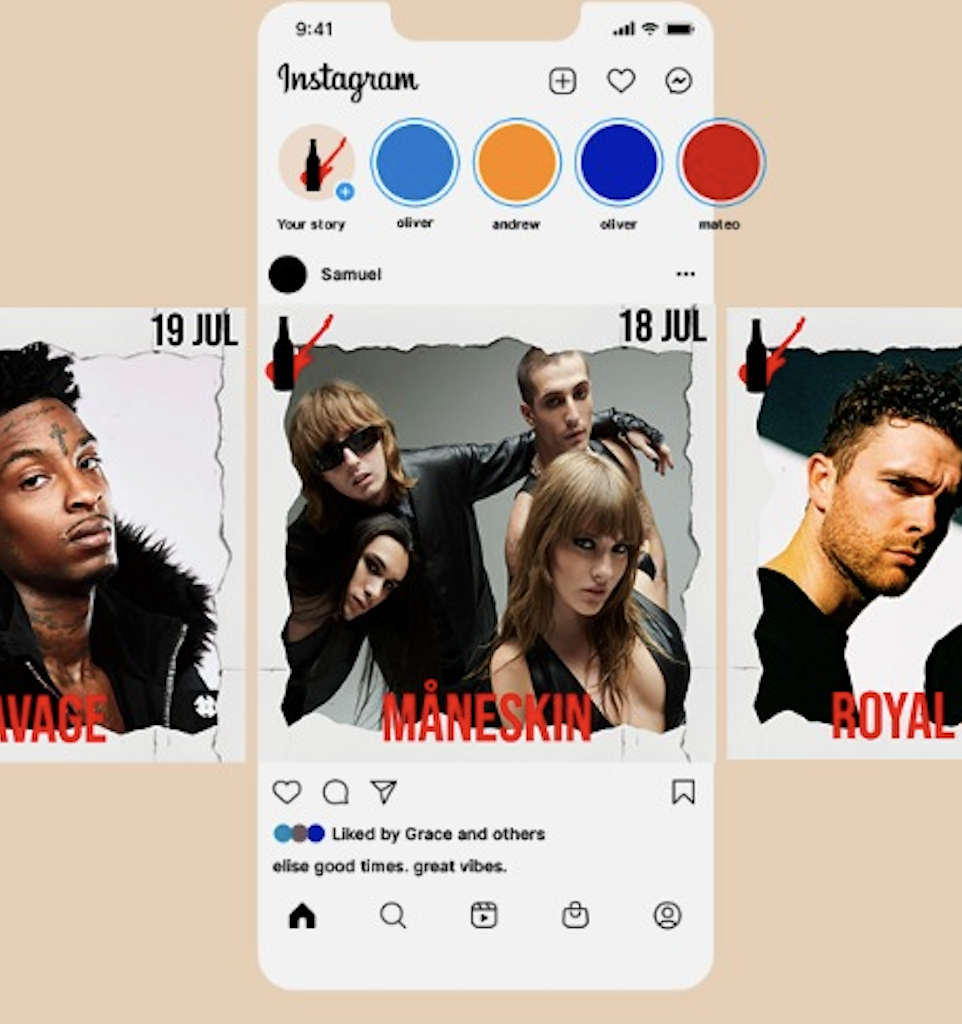 9:41
Instagram
Your story
oliver
andrew
oliver
mateo
Samuel
19 JUL
18 JUL
AVAGE
MÅNESKIN
ROYAL
Liked by Grace and others
elise good times. great vibes.